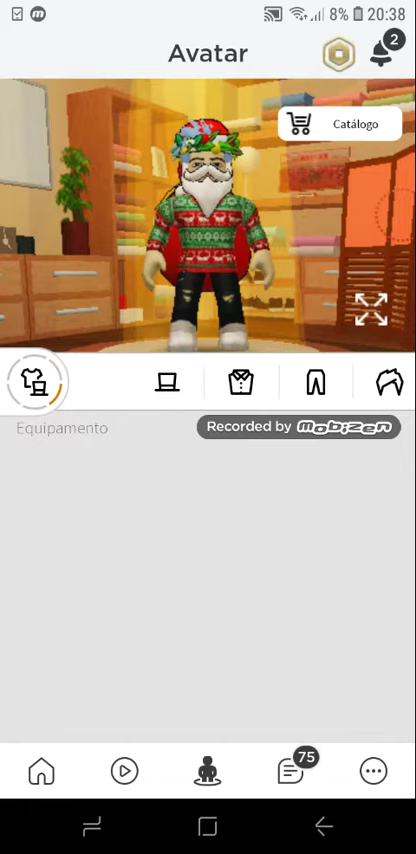 8% 20:38
Avatar
2
Catálogo
Equipamento
Recorded by mobizen
75